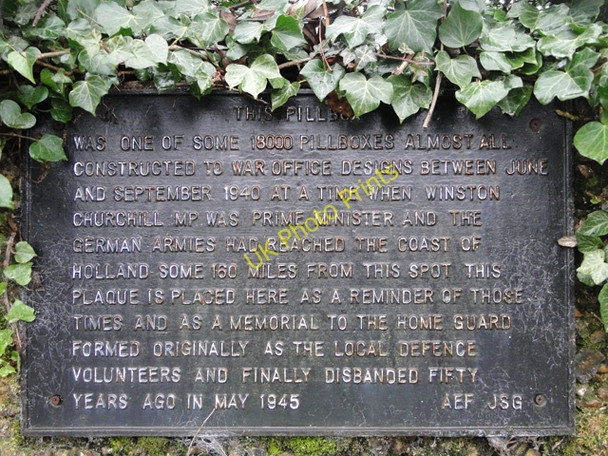 THIS PILLBOX
WAS ONE OF SOME 18000 PILLBOXES ALMOST ALL
CONSTRUCTED TO WAR OFFICE DESIGNS BETWEEN JUNE
AND SEPTEMBER 1940 AT A TIME WHEN WINSTON
CHURCHILL MP WAS PRIME MINISTER AND THE
GERMAN ARMIES HAD REACHED THE COAST OF
HOLLAND SOME 160 MILES FROM THIS SPOT THIS
PLAQUE IS PLACED HERE AS A REMINDER OF THOSE
TIMES AND AS A MEMORIAL TO THE HOME GUARD
FORMED ORIGINALLY AS THE LOCAL DEFENCE
VOLUNTEERS AND FINALLY DISBANDED FIFTY
YEARS AGO IN MAY 1945 AEF JSG
UK Photo Prints